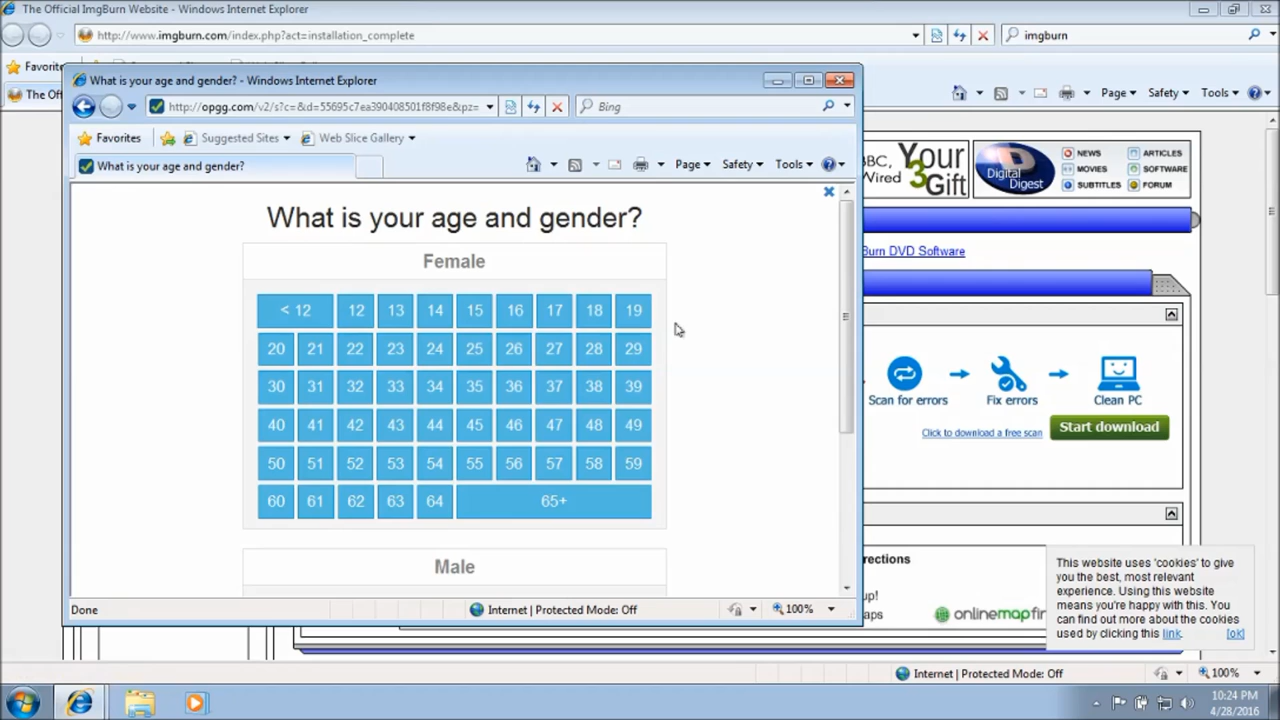 The Official ImgBurn Website - Windows Internet Explorer
http://www.imgburn.com/index.php?act=installation_complete
imgburn
Favorite
The Of
Page
Safety
Tools
What is your age and gender? - Windows Internet Explorer
http://opgg.com/v2/s?c=&d=55695c7ea390408501f8f98e&pz=
Bing
Favorites
Suggested Sites
Web Slice Gallery
What is your age and gender?
Page
Safety
Tools
What is your age and gender?
Female
< 12 12 13 14 15 16 17 18 19
20 21 22 23 24 25 26 27 28 29
30 31 32 33 34 35 36 37 38 39
40 41 42 43 44 45 46 47 48 49
50 51 52 53 54 55 56 57 58 59
60 61 62 63 64 65+
Male
Done
Internet | Protected Mode: Off
100%
BBC,
Wired
Your
3
Gift
D
Digital
Digest
NEWS
ARTICLES
MOVIES
SOFTWARE
SUBTITLES
FORUM
Burn DVD Software
Scan for errors
Fix errors
Clean PC
Click to download a free scan
Start download
rections
up!
aps
onlinemapfin
This website uses 'cookies' to give
you the best, most relevant
experience. Using this website
means you're happy with this. You
can find out more about the cookies
used by clicking this link.
[ok]
Internet | Protected Mode: Off
100%
10:24 PM
4/28/2016